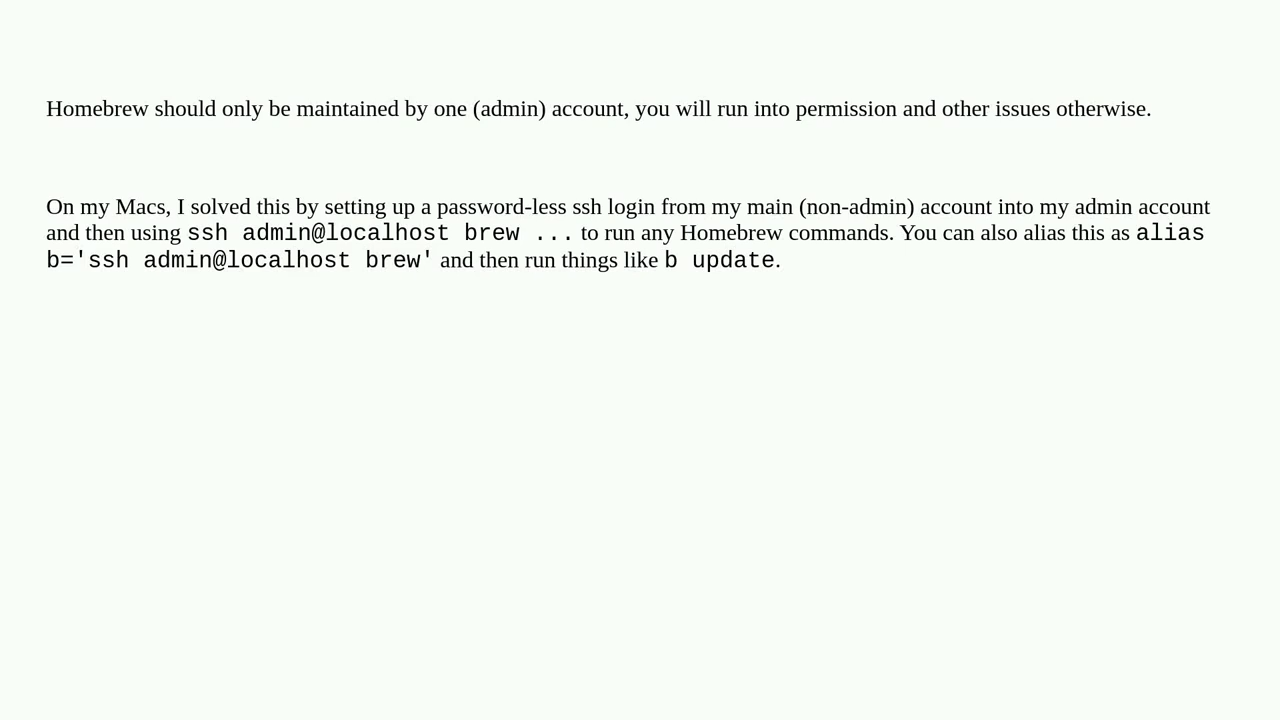 Homebrew should only be maintained by one (admin) account, you will run into permission and other issues otherwise.
On my Macs, I solved this by setting up a password-less ssh login from my main (non-admin) account into my admin account
and then using ssh admin@localhost brew ... to run any Homebrew commands. You can also alias this as alias
b='ssh admin@localhost brew' and then run things like b update.